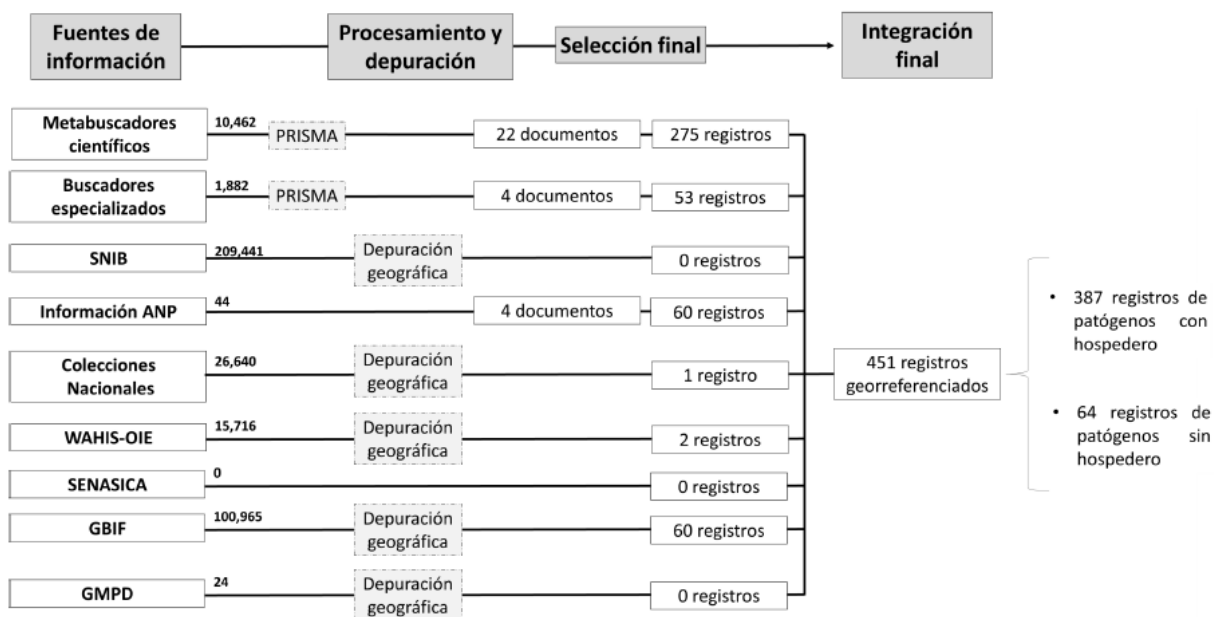 Fuentes de
información
Procesamiento y
depuración
Selección final
Integración
final
Metabuscadores
científicos
10,462
PRISMA
22 documentos
275 registros
Buscadores
especializados
1,882
PRISMA
4 documentos
53 registros
SNIB
209,441
Depuración
geográfica
0 registros
Información ANP
44
4 documentos
60 registros
Colecciones
Nacionales
26,640
Depuración
geográfica
1 registro
WAHIS-OIE
15,716
Depuración
geográfica
2 registros
SENASICA
0
0 registros
GBIF
100,965
Depuración
geográfica
60 registros
GMPD
24
Depuración
geográfica
0 registros
451 registros
georreferenciados
• 387 registros de
patógenos con
hospedero
• 64 registros de
patógenos sin
hospedero